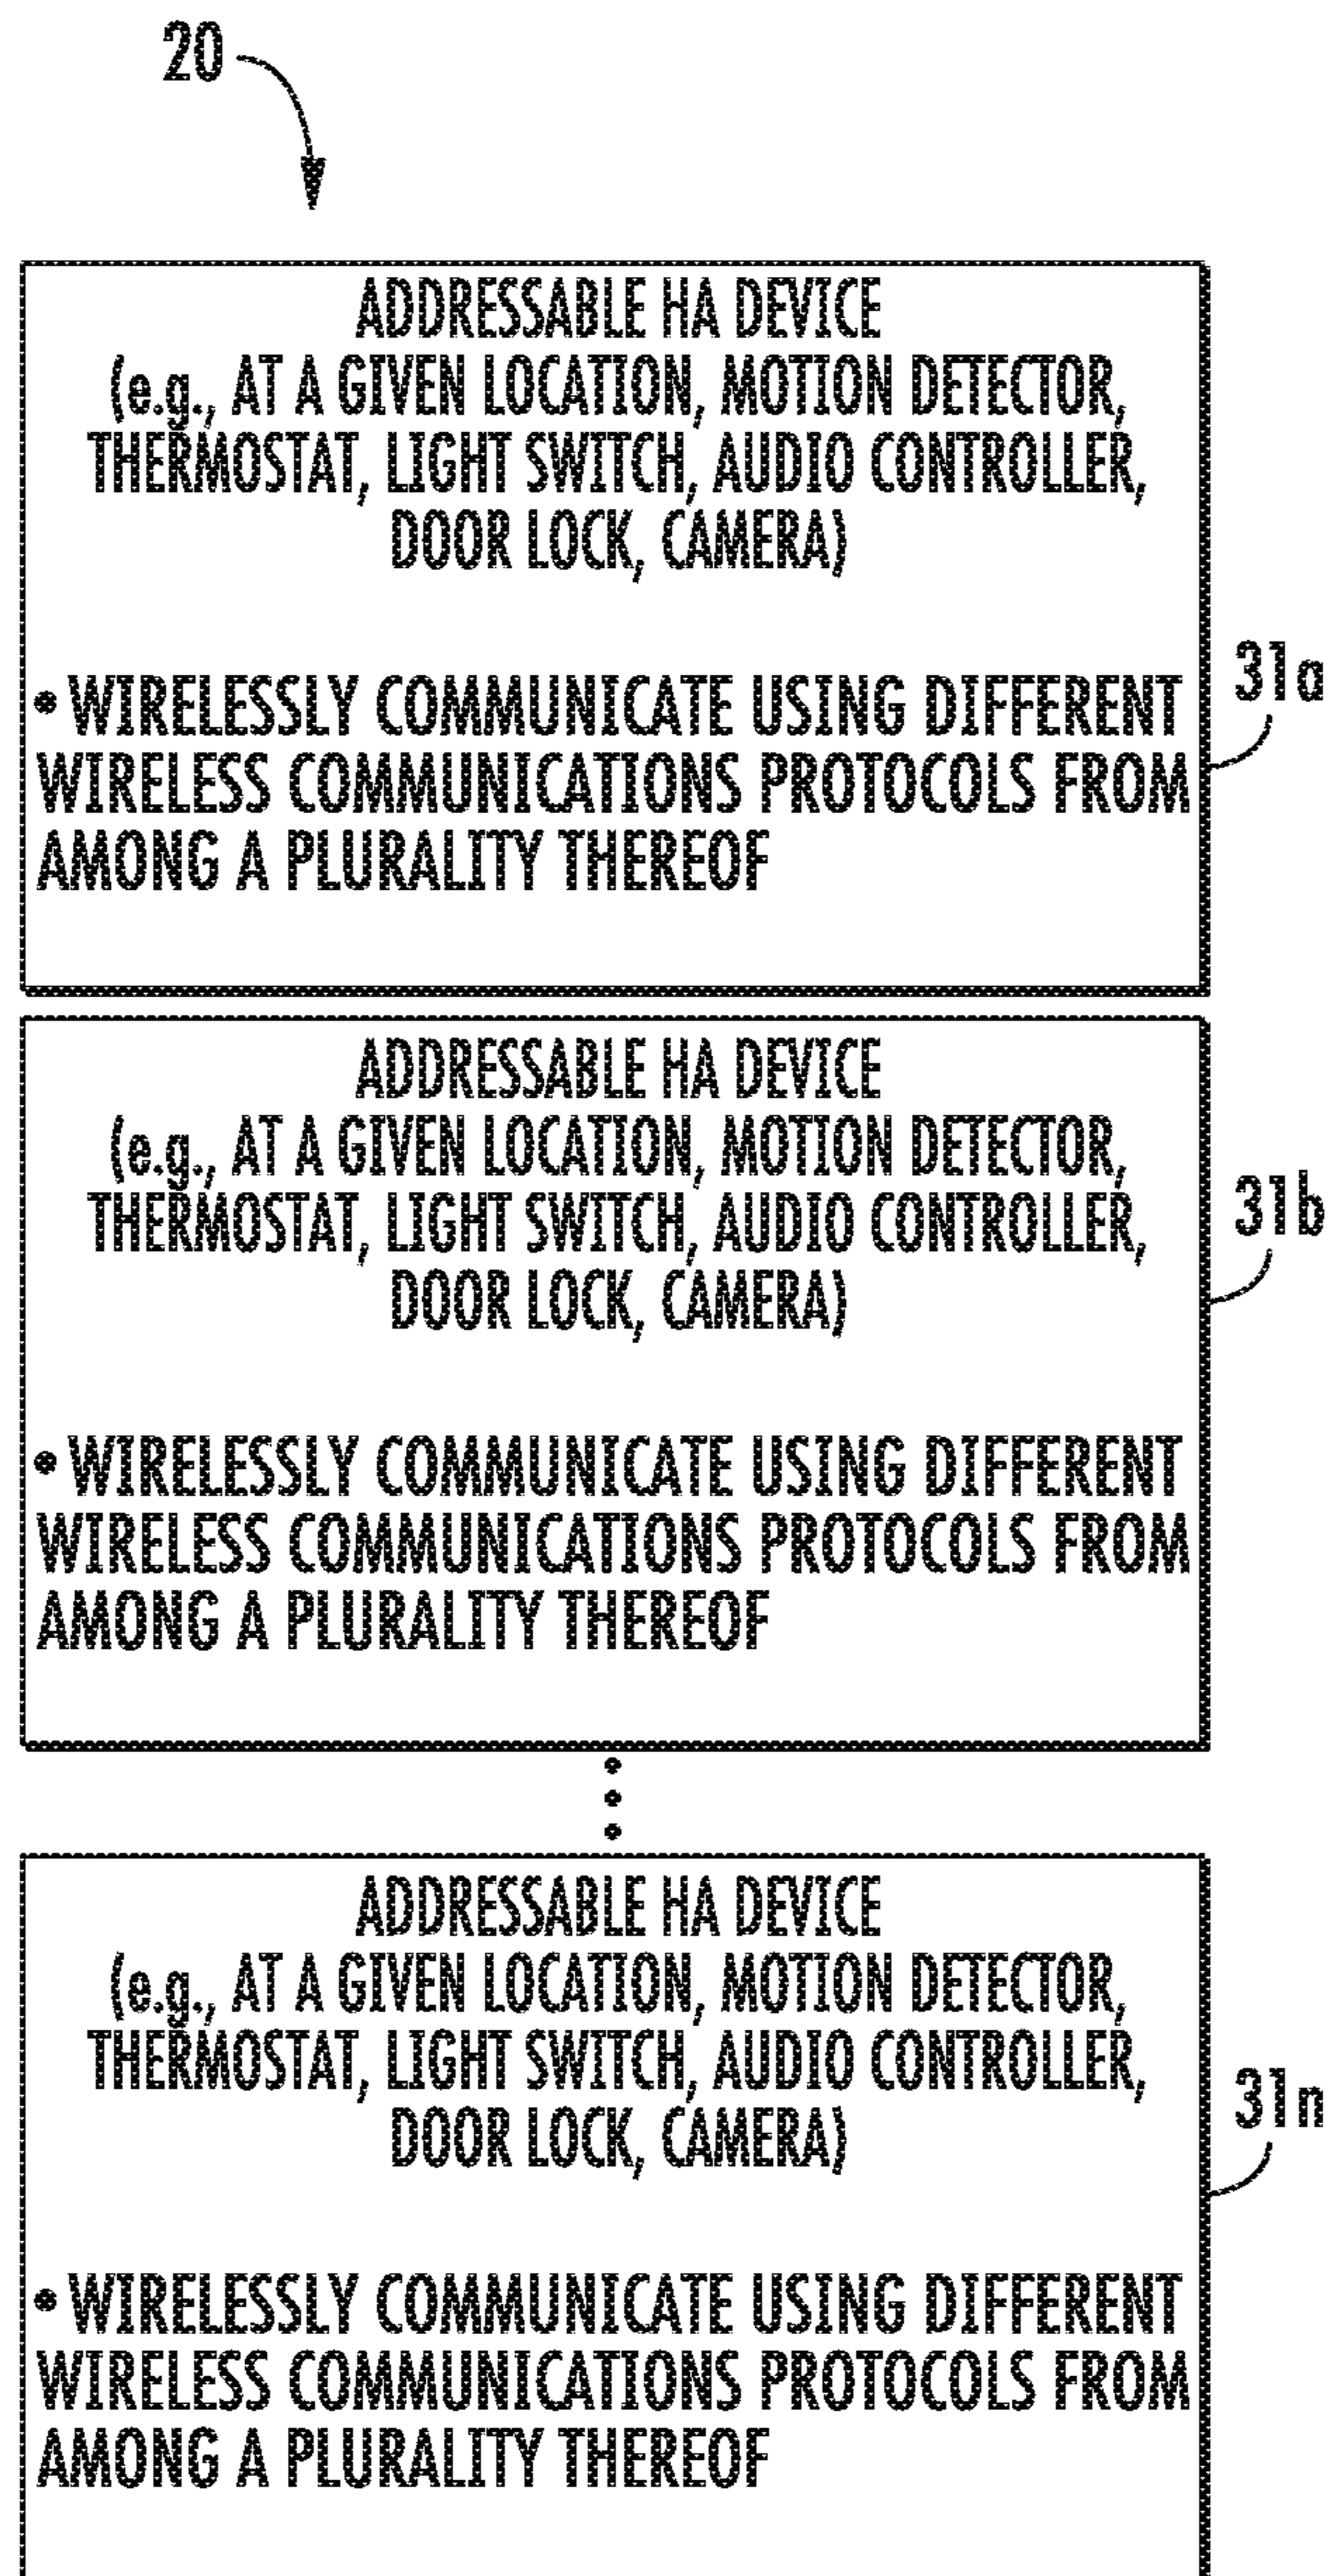 20
ADDRESSABLE HA DEVICE
(e.g., AT A GIVEN LOCATION, MOTION DETECTOR,
THERMOSTAT, LIGHT SWITCH, AUDIO CONTROLLER,
DOOR LOCK, CAMERA)
• WIRELESSLY COMMUNICATE USING DIFFERENT
WIRELESS COMMUNICATIONS PROTOCOLS FROM
AMONG A PLURALITY THEREOF
31a
ADDRESSABLE HA DEVICE
(e.g., AT A GIVEN LOCATION, MOTION DETECTOR,
THERMOSTAT, LIGHT SWITCH, AUDIO CONTROLLER,
DOOR LOCK, CAMERA)
• WIRELESSLY COMMUNICATE USING DIFFERENT
WIRELESS COMMUNICATIONS PROTOCOLS FROM
AMONG A PLURALITY THEREOF
31b
ADDRESSABLE HA DEVICE
(e.g., AT A GIVEN LOCATION, MOTION DETECTOR,
THERMOSTAT, LIGHT SWITCH, AUDIO CONTROLLER,
DOOR LOCK, CAMERA)
• WIRELESSLY COMMUNICATE USING DIFFERENT
WIRELESS COMMUNICATIONS PROTOCOLS FROM
AMONG A PLURALITY THEREOF
31n